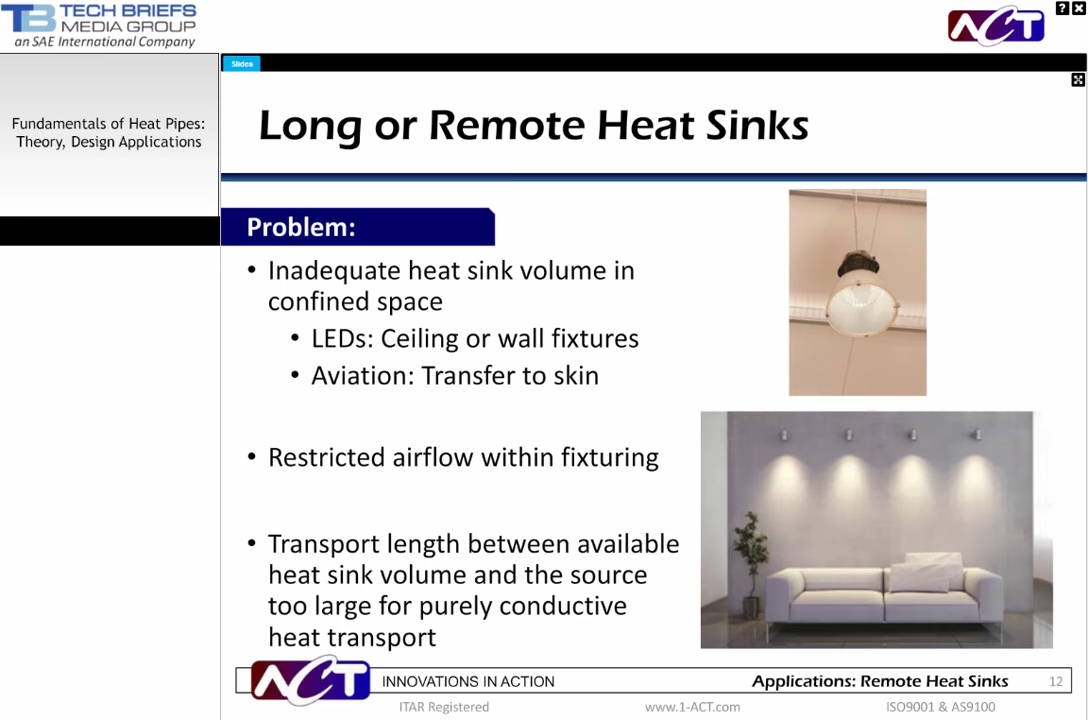 TECH BRIEFS
MEDIA GROUP
an SAE International Company
ACT
Slides
Fundamentals of Heat Pipes:
Theory, Design Applications
Long or Remote Heat Sinks
Problem:
• Inadequate heat sink volume in
confined space
• LEDs: Ceiling or wall fixtures
• Aviation: Transfer to skin
• Restricted airflow within fixturing
• Transport length between available
heat sink volume and the source
too large for purely conductive
heat transport
ACT INNOVATIONS IN ACTION Applications: Remote Heat Sinks 12
ITAR Registered www.1-ACT.com ISO9001 & AS9100